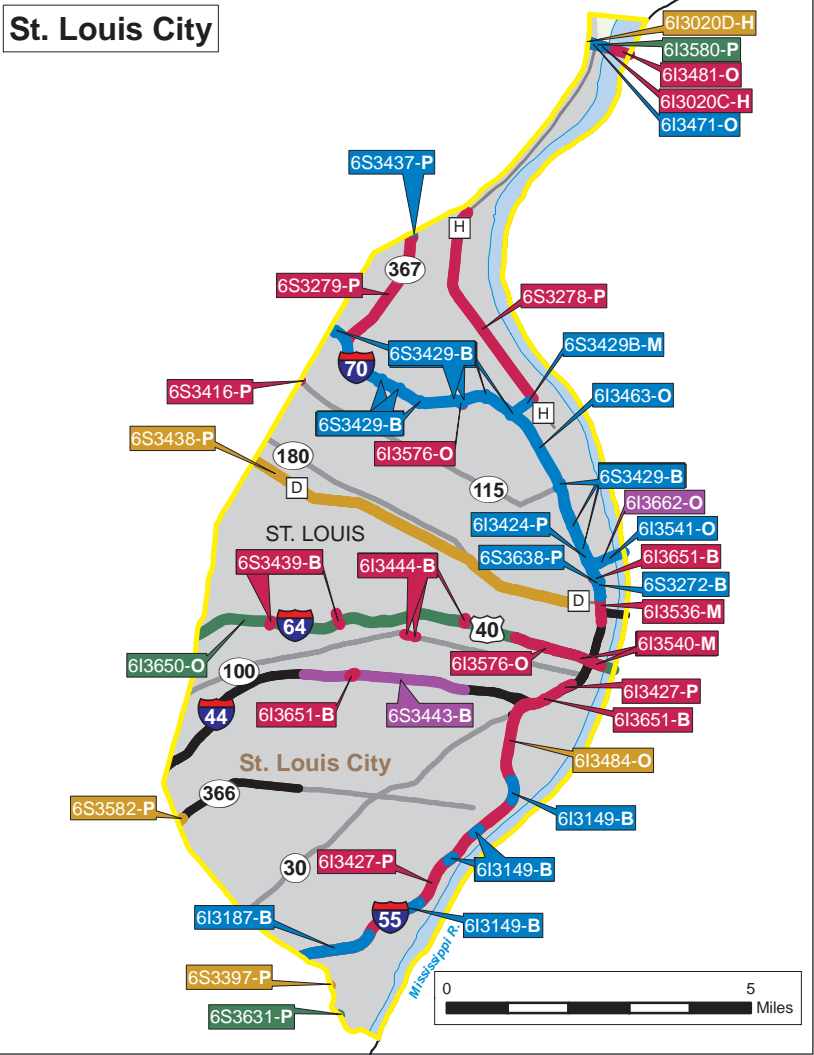 St. Louis City
6I3020D-H
6I3580-P
6I3481-O
6I3020C-H
6I3471-O
6S3437-P
H
367
6S3279-P
6S3278-P
6S3429-B
6S3429B-M
70
6S3416-P
6I3463-O
6S3429-B
H
6S3438-P
6I3576-O
180
D
115
6S3429-B
6I3662-O
6I3424-P
6I3541-O
ST. LOUIS
6S3638-P
6I3651-B
6S3439-B
6I3444-B
6S3272-B
D
6I3536-M
64
40
6I3650-O
6I3576-O
6I3540-M
100
6I3427-P
44
6I3651-B
6S3443-B
6I3651-B
St. Louis City
6I3484-O
366
6S3582-P
6I3149-B
30
6I3427-P
6I3149-B
6I3187-B
55
6I3149-B
Mississippi R.
6S3397-P
6S3631-P
0 5
Miles